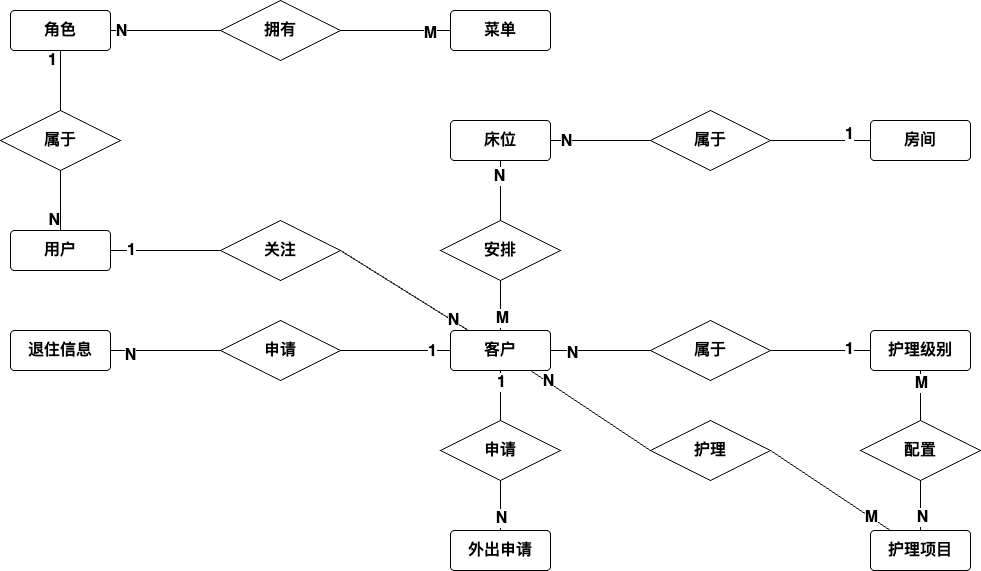 角色
N
拥有
M
菜单
1
属于
N
床位
N
属于
1
房间
N
用户
1
关注
安排
N
M
退住信息
N
申请
1
客户
N
属于
1
护理级别
1
N
M
申请
护理
配置
N
M
N
外出申请
护理项目